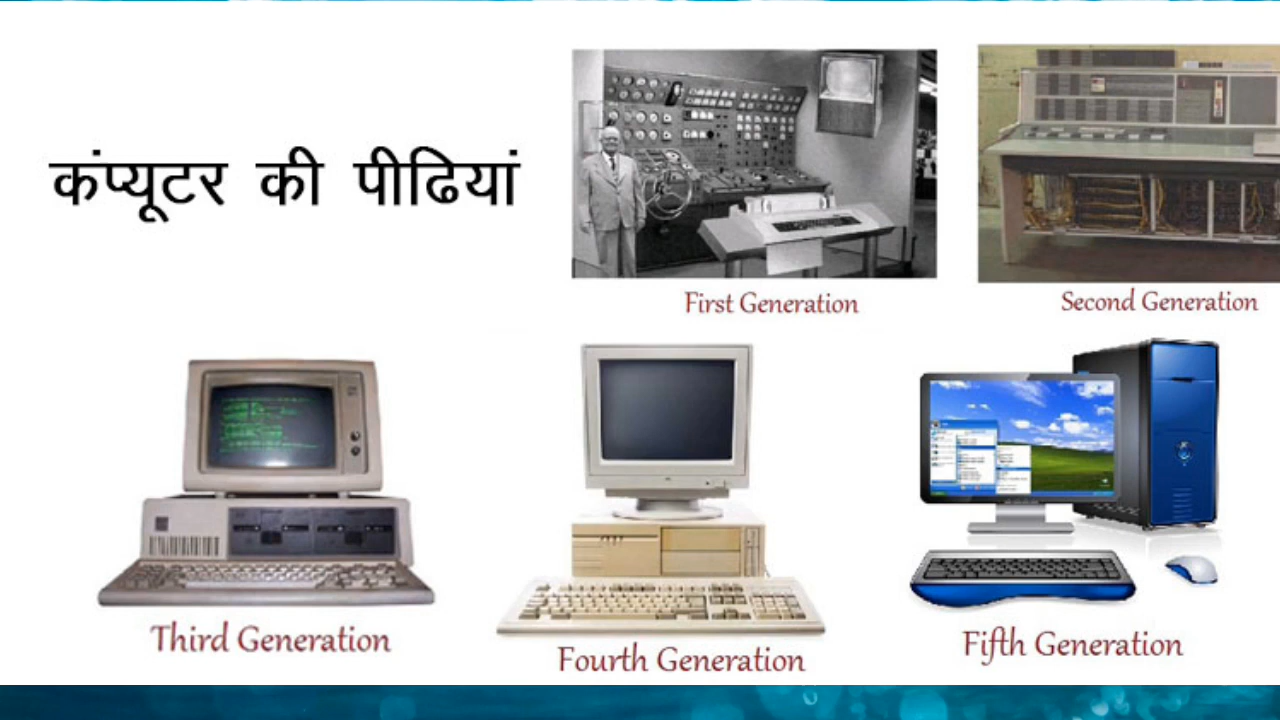 कंप्यूटर की पीढियां
First Generation
Second Generation
Third Generation
Fourth Generation
Fifth Generation